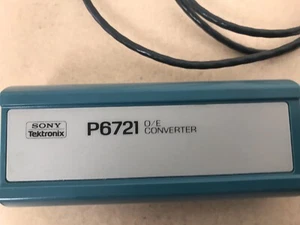 SONY
Tektronix
P6721 O/E
CONVERTER